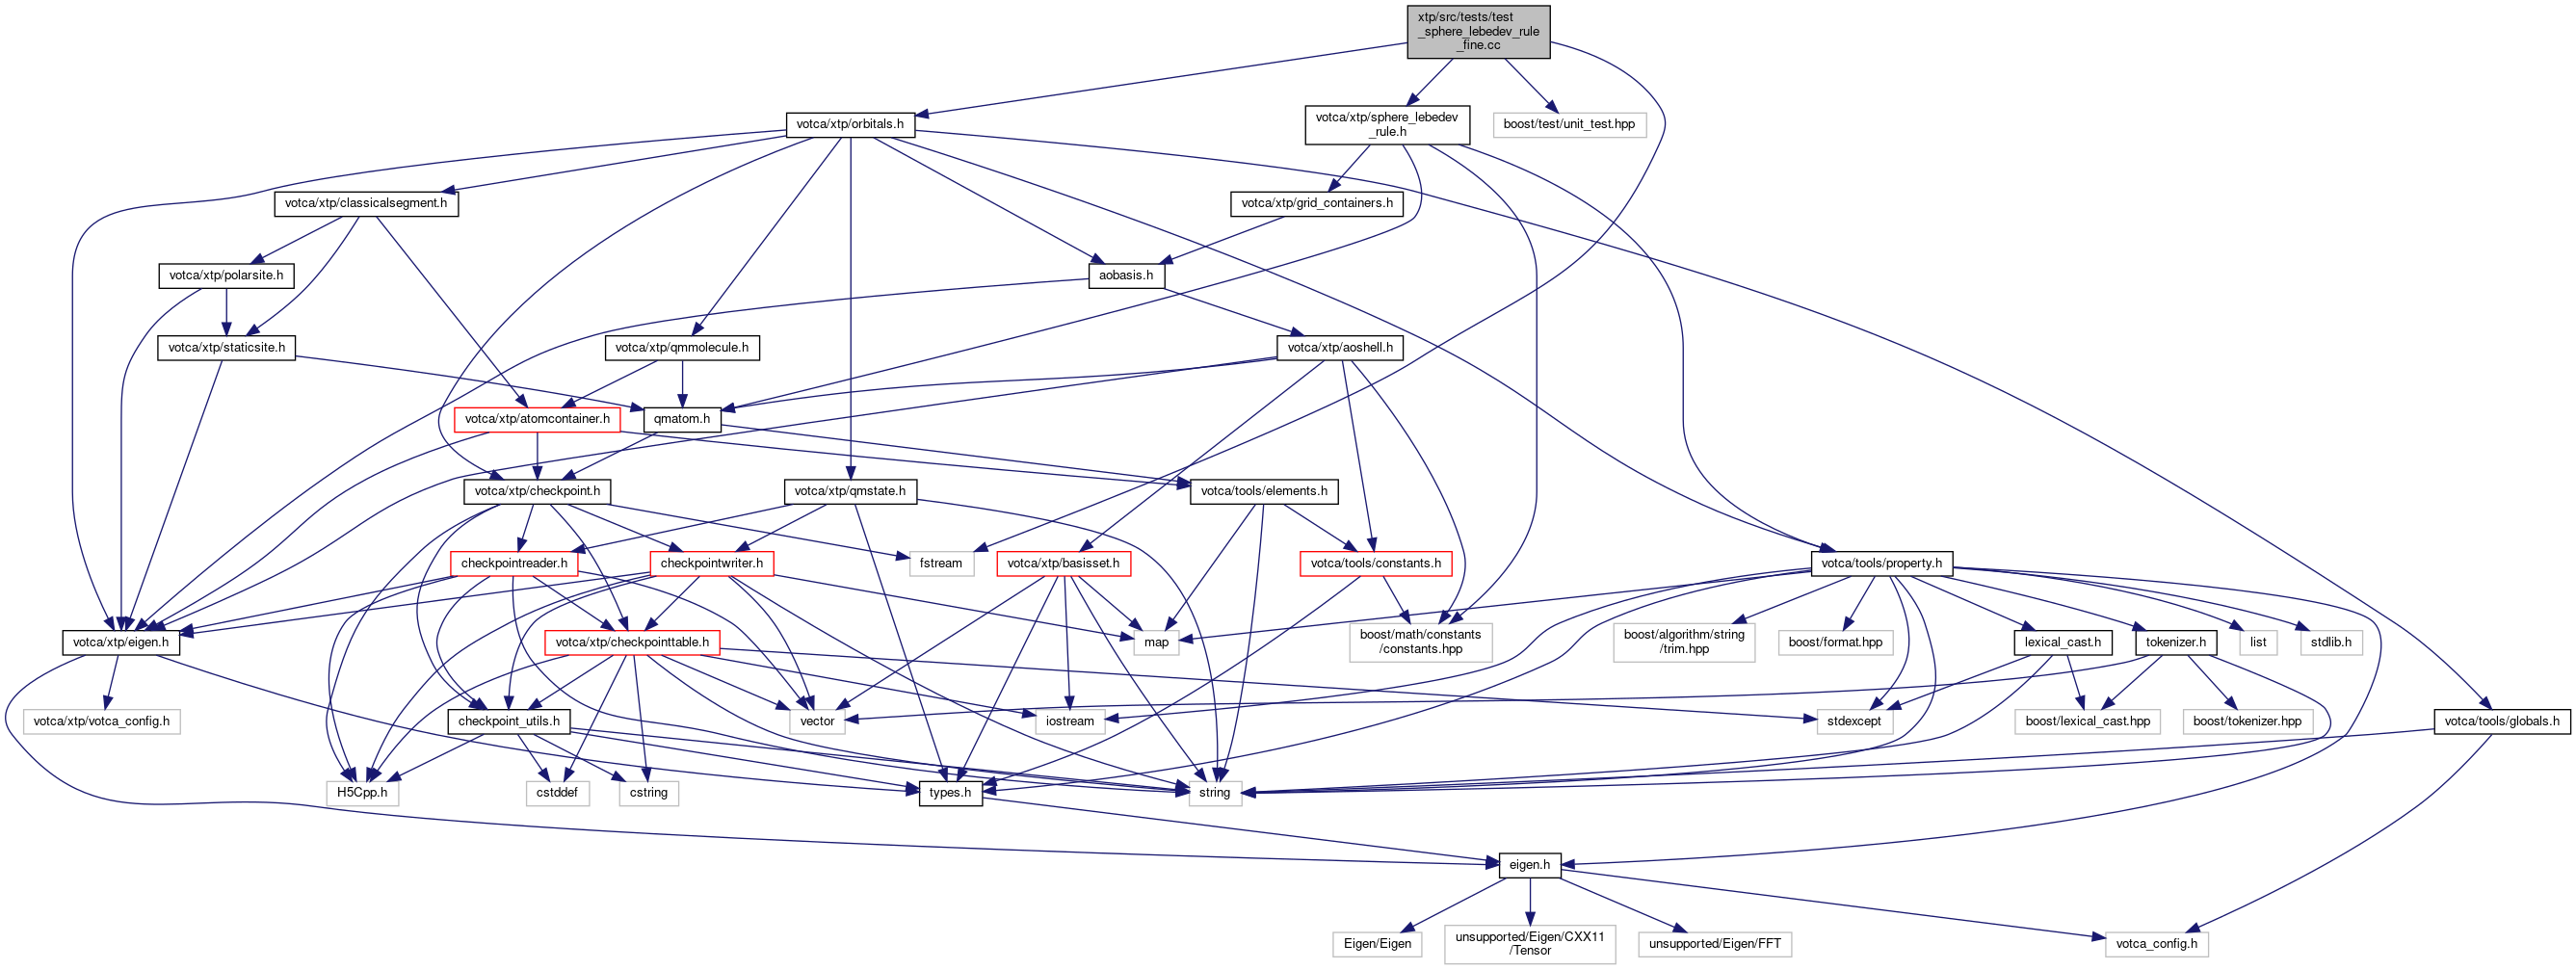 xtp/src/tests/test
_sphere_lebedev_rule
_fine.cc
votca/xtp/orbitals.h
votca/xtp/sphere_lebedev
_rule.h
boost/test/unit_test.hpp
votca/xtp/classicalsegment.h
votca/xtp/grid_containers.h
votca/xtp/polarsite.h
aobasis.h
votca/xtp/staticsite.h
votca/xtp/qmmolecule.h
votca/xtp/aoshell.h
votca/xtp/atomcontainer.h
qmatom.h
votca/xtp/checkpoint.h
votca/xtp/qmstate.h
votca/tools/elements.h
checkpointreader.h
checkpointwriter.h
fstream
votca/xtp/basisset.h
votca/tools/constants.h
votca/tools/property.h
votca/xtp/eigen.h
votca/xtp/checkpointtable.h
map
boost/math/constants
/constants.hpp
boost/algorithm/string
/trim.hpp
boost/format.hpp
lexical_cast.h
tokenizer.h
list
stdlib.h
votca/xtp/votca_config.h
checkpoint_utils.h
vector
iostream
stdexcept
boost/lexical_cast.hpp
boost/tokenizer.hpp
votca/tools/globals.h
H5Cpp.h
cstddef
cstring
types.h
string
eigen.h
Eigen/Eigen
unsupported/Eigen/CXX11
/Tensor
unsupported/Eigen/FFT
votca_config.h